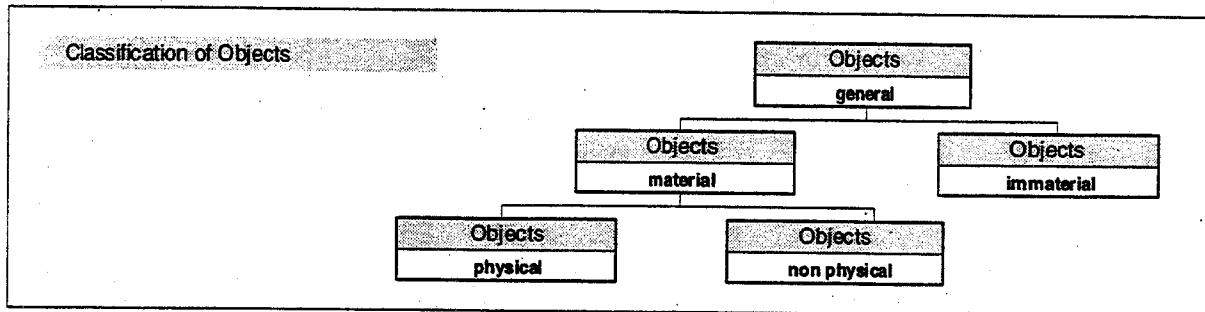 Classification of Objects
Objects
general
Objects
material
Objects
immaterial
Objects
physical
Objects
non physical